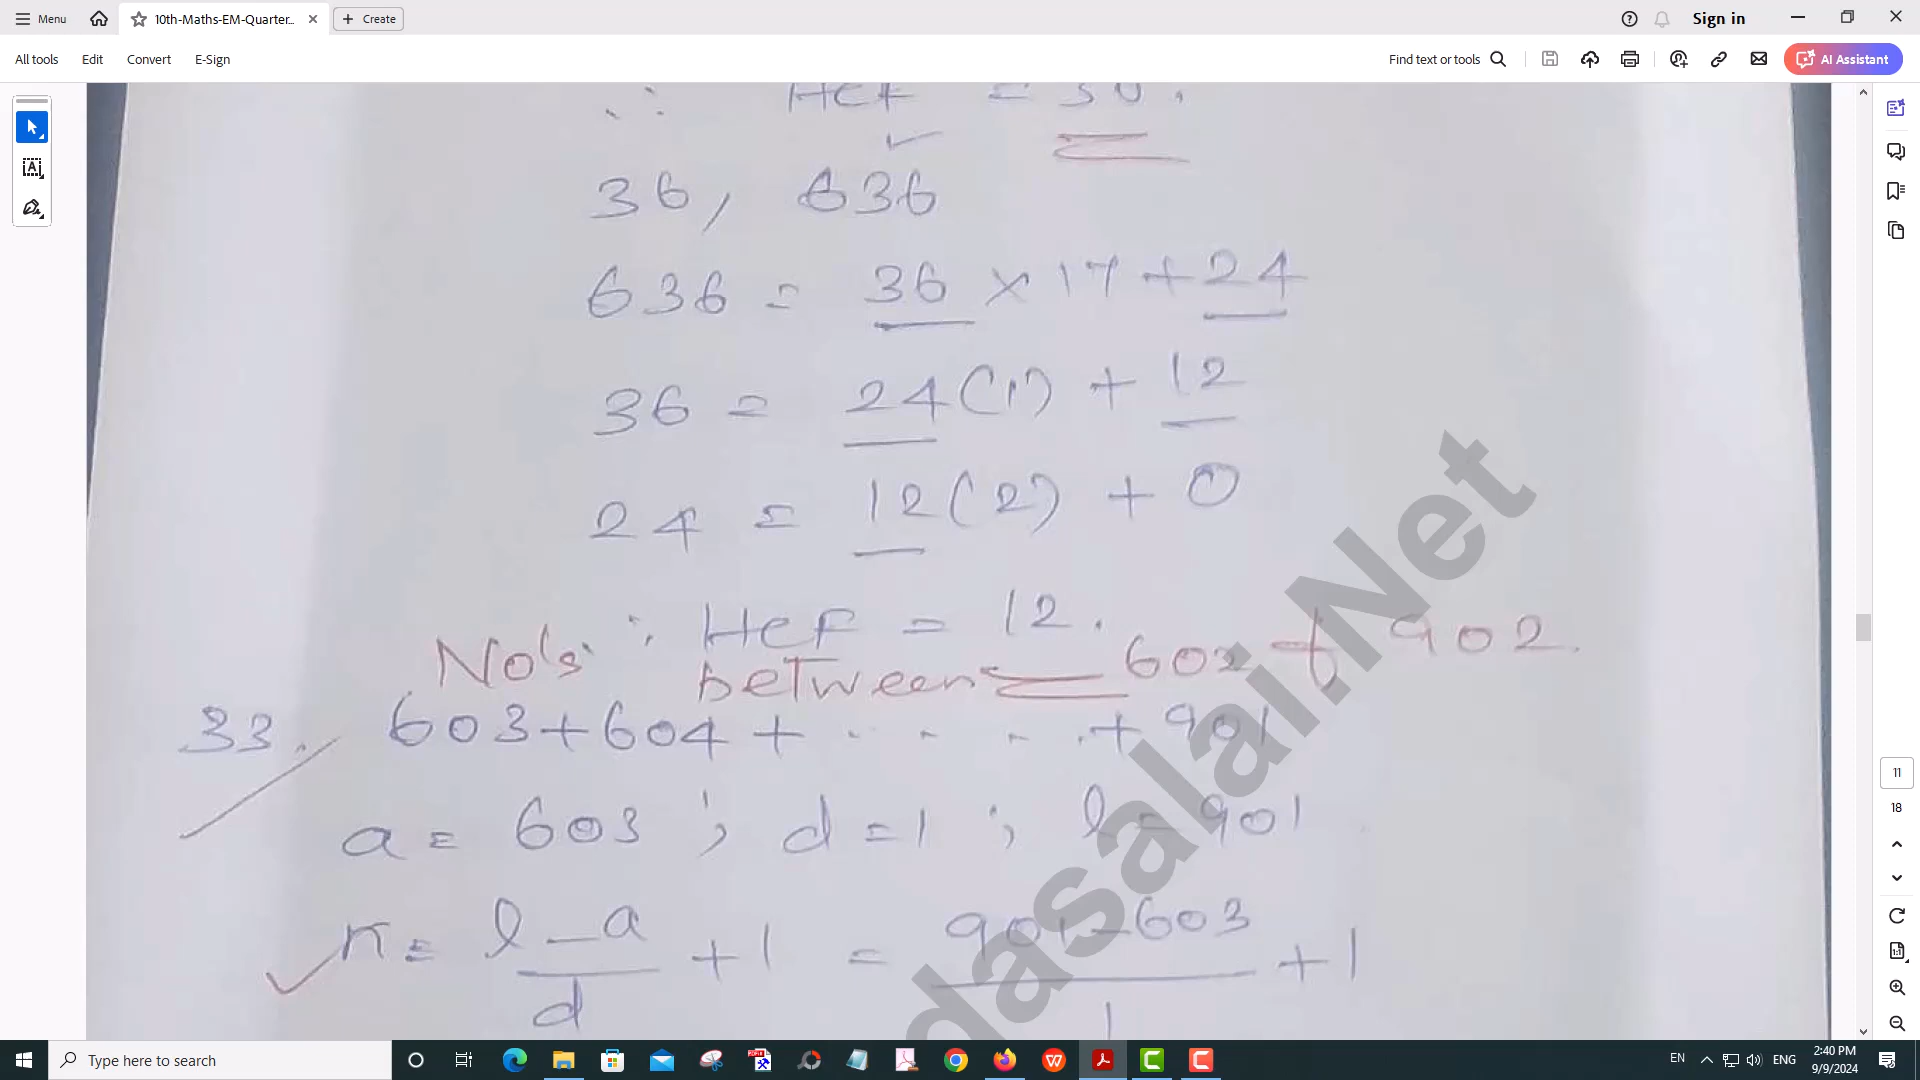 Menu
10th-Maths-EM-Quarter...
Create
Sign in
All tools
Edit
Convert
E-Sign
Find text or tools
AI Assistant
∴ HCF = 30.
36, 636
636 = 36 × 17 + 24
36 = 24(1) + 12
24 = 12(2) + 0
∴ HCF = 12.
No's between 602 & 902.
33. 603+604+ . . . . +901
a = 603 ; d = 1 ; l = 901
n = l - a / d + 1 = 901 - 603 / 1 + 1
dasalai.Net
11
18
Type here to search
EN
ENG
2:40 PM
9/9/2024